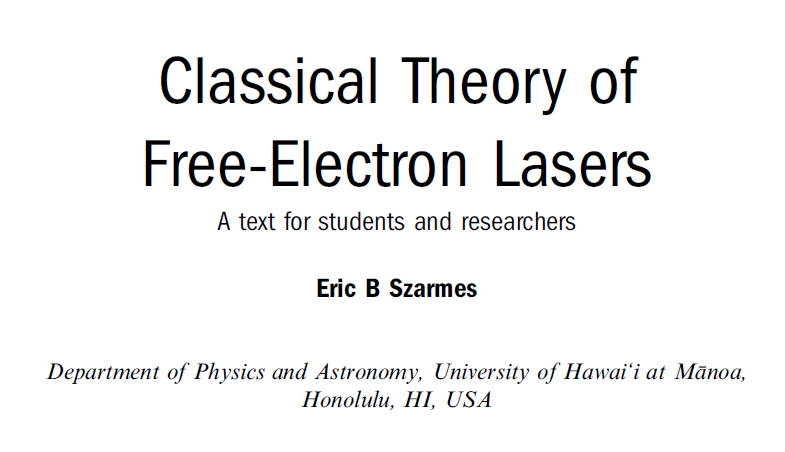 Classical Theory of
Free-Electron Lasers
A text for students and researchers
Eric B Szarmes
Department of Physics and Astronomy, University of Hawaiʻi at Mānoa,
Honolulu, HI, USA